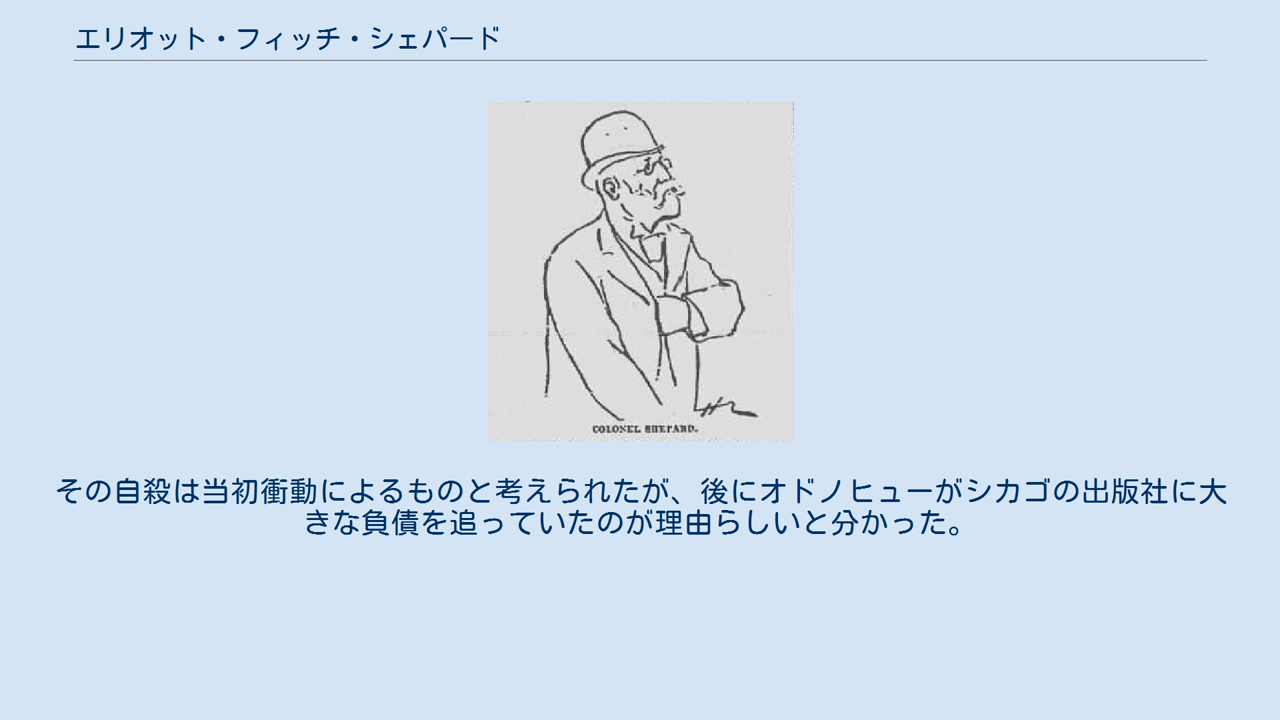 エリオット・フィッチ・シェパード
COLONEL SHEPARD.
その自殺は当初衝動によるものと考えられたが、後にオドノヒューがシカゴの出版社に大
きな負債を追っていたのが理由らしいと分かった。